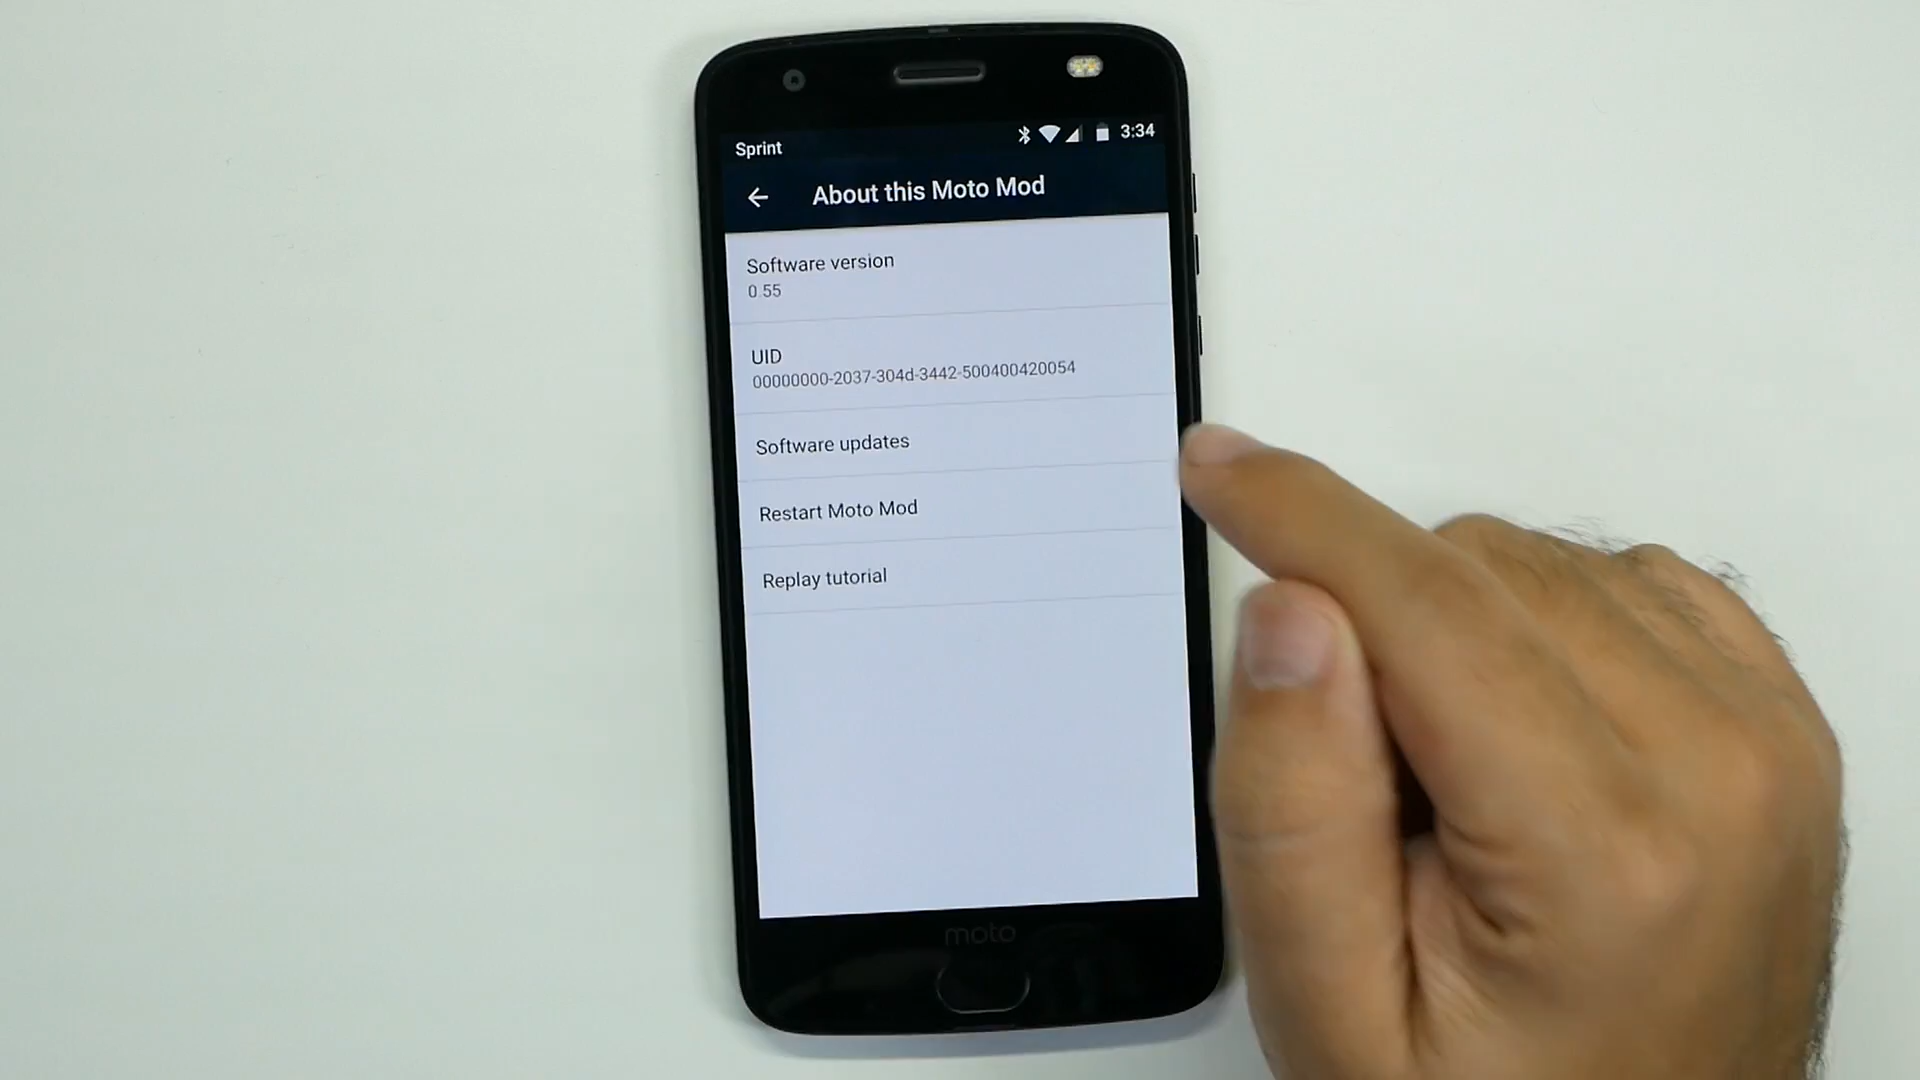 Sprint
3:34
About this Moto Mod
Software version
0.55
UID
00000000-2037-304d-3442-500400420054
Software updates
Restart Moto Mod
Replay tutorial
moto